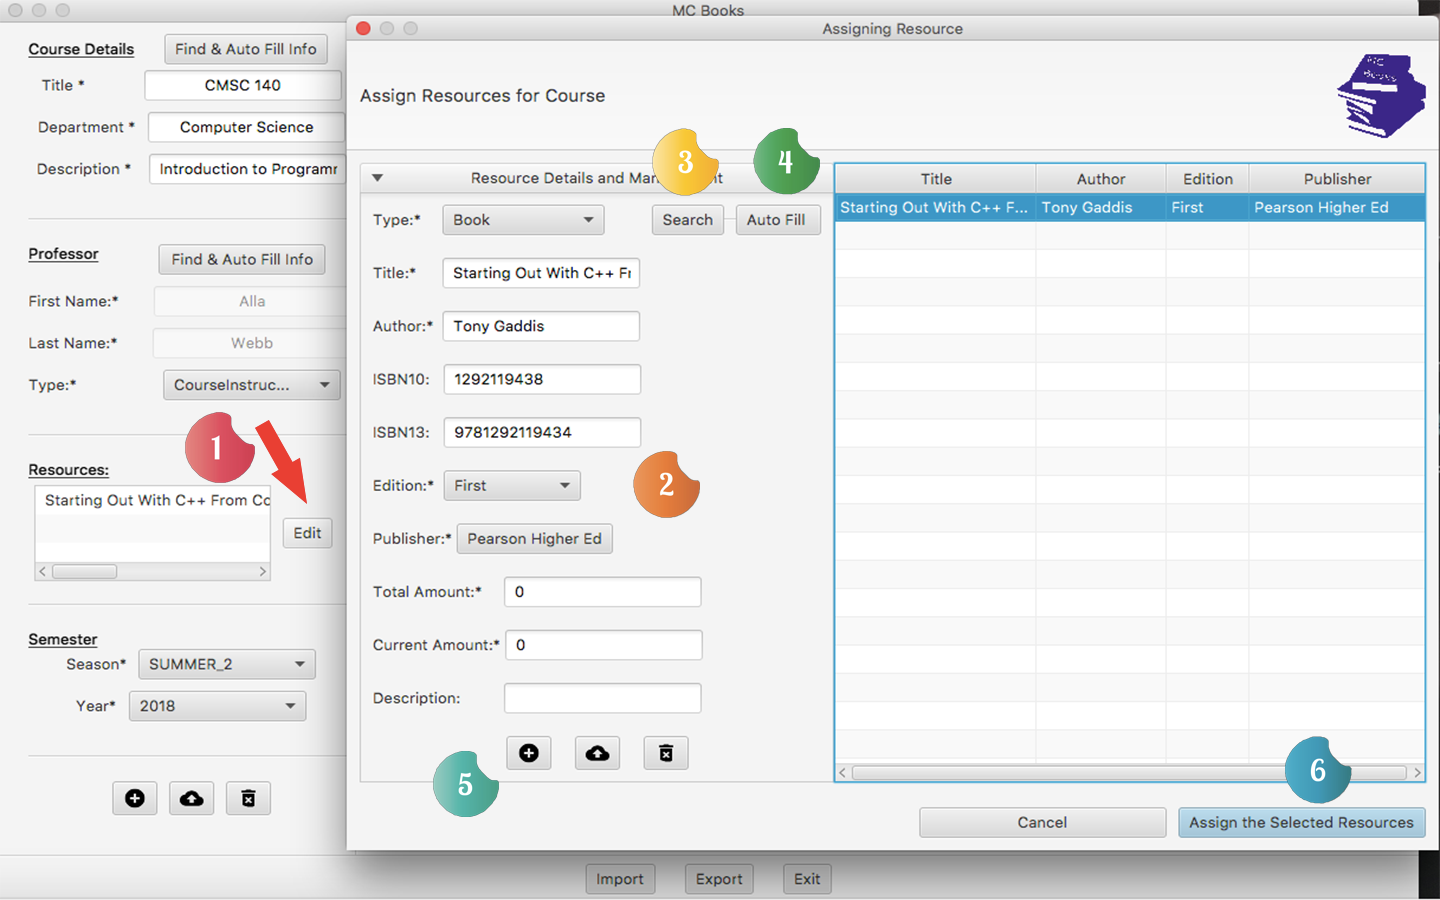 MC Books
Course Details
Find & Auto Fill Info
Title *
CMSC 140
Department *
Computer Science
Description *
Introduction to Programr
Professor
Find & Auto Fill Info
First Name:*
Alla
Last Name:*
Webb
Type:*
CourseInstruc...
1
Resources:
Starting Out With C++ From Co
Edit
Semester
Season*
SUMMER_2
Year*
2018
Assigning Resource
Assign Resources for Course
MC
Books
3
4
Resource Details and Man nt
Type:*
Book
Search
Auto Fill
Title:*
Starting Out With C++ Fr
Author:*
Tony Gaddis
ISBN10:
1292119438
ISBN13:
9781292119434
Edition:*
First
2
Publisher:*
Pearson Higher Ed
Total Amount:*
0
Current Amount:*
0
Description:
5
Title Author Edition Publisher
Starting Out With C++ F... Tony Gaddis First Pearson Higher Ed
6
Cancel
Assign the Selected Resources
Import
Export
Exit